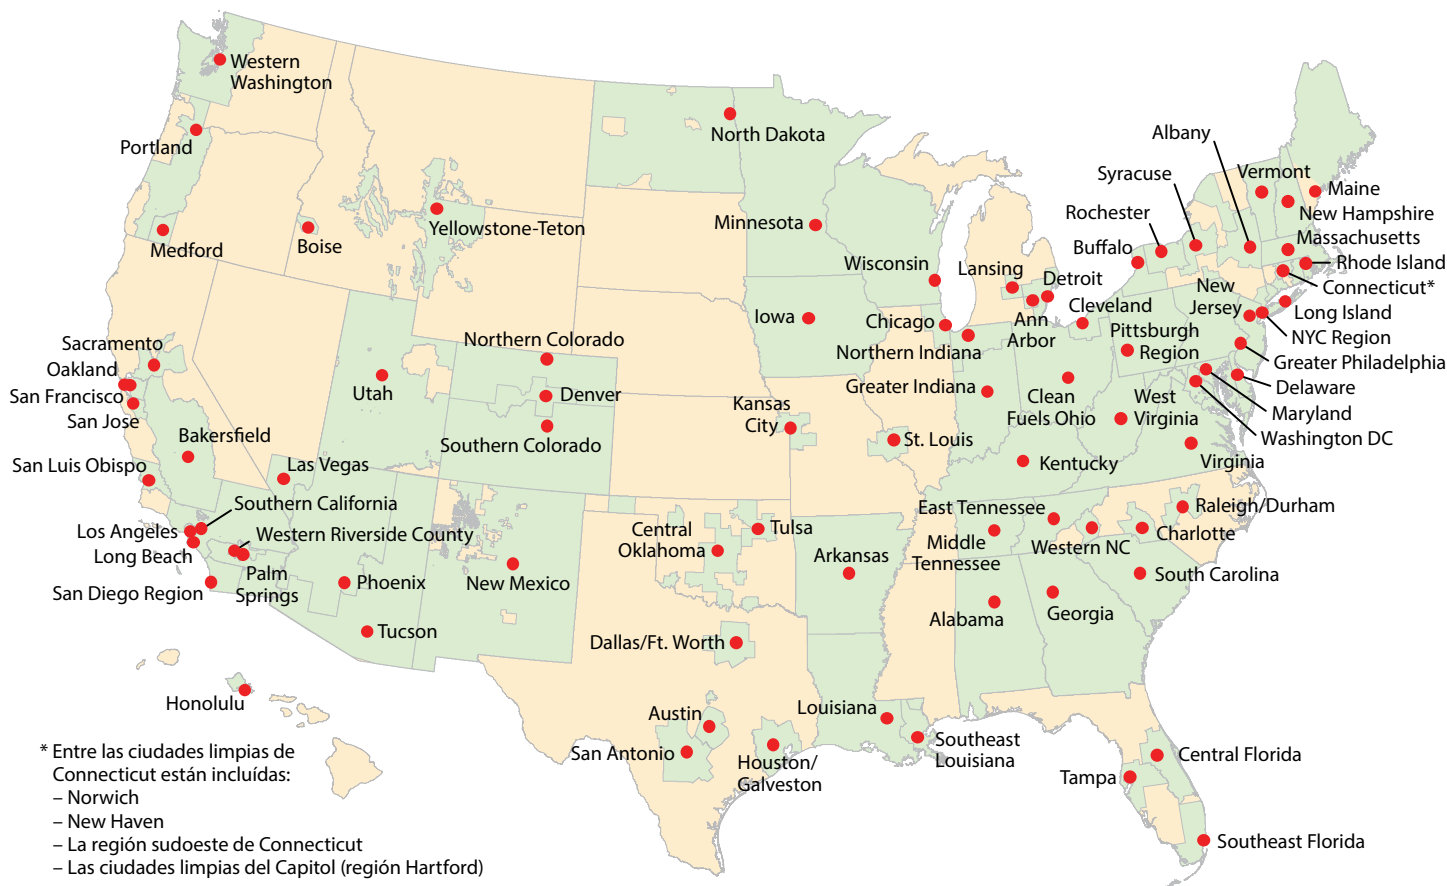 Western
Washington
Portland
Medford
Boise
Yellowstone-Teton
North Dakota
Minnesota
Wisconsin
Iowa
Chicago
Northern Indiana
Greater Indiana
Lansing
Detroit
Ann
Arbor
Cleveland
Pittsburgh
Region
Clean
Fuels Ohio
West
Virginia
Albany
Syracuse
Rochester
Buffalo
Vermont
Maine
New Hampshire
Massachusetts
Rhode Island
Connecticut*
New
Jersey
Long Island
NYC Region
Greater Philadelphia
Delaware
Maryland
Washington DC
Virginia
Sacramento
Oakland
San Francisco
San Jose
Bakersfield
San Luis Obispo
Las Vegas
Southern California
Los Angeles
Western Riverside County
Long Beach
Palm
Springs
San Diego Region
Utah
Northern Colorado
Denver
Southern Colorado
Phoenix
Tucson
New Mexico
Kansas
City
St. Louis
Kentucky
Central
Oklahoma
Tulsa
Arkansas
East Tennessee
Middle
Tennessee
Western NC
Raleigh/Durham
Charlotte
South Carolina
Alabama
Georgia
Dallas/Ft. Worth
Austin
San Antonio
Houston/
Galveston
Louisiana
Southeast
Louisiana
Central Florida
Tampa
Southeast Florida
Honolulu
* Entre las ciudades limpias de
Connecticut están incluídas:
– Norwich
– New Haven
– La región sudoeste de Connecticut
– Las ciudades limpias del Capitol (región Hartford)